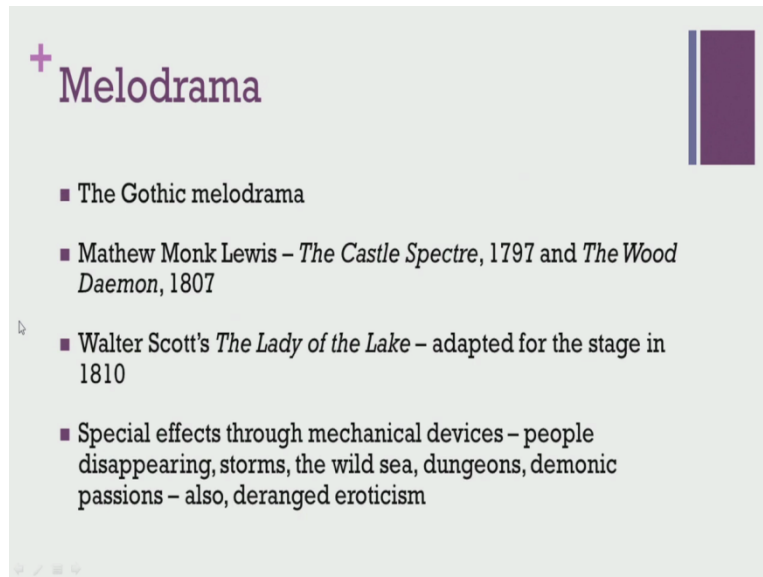 +
Melodrama
The Gothic melodrama
Mathew Monk Lewis – The Castle Spectre, 1797 and The Wood
Daemon, 1807
Walter Scott's The Lady of the Lake – adapted for the stage in
1810
Special effects through mechanical devices – people
disappearing, storms, the wild sea, dungeons, demonic
passions – also, deranged eroticism